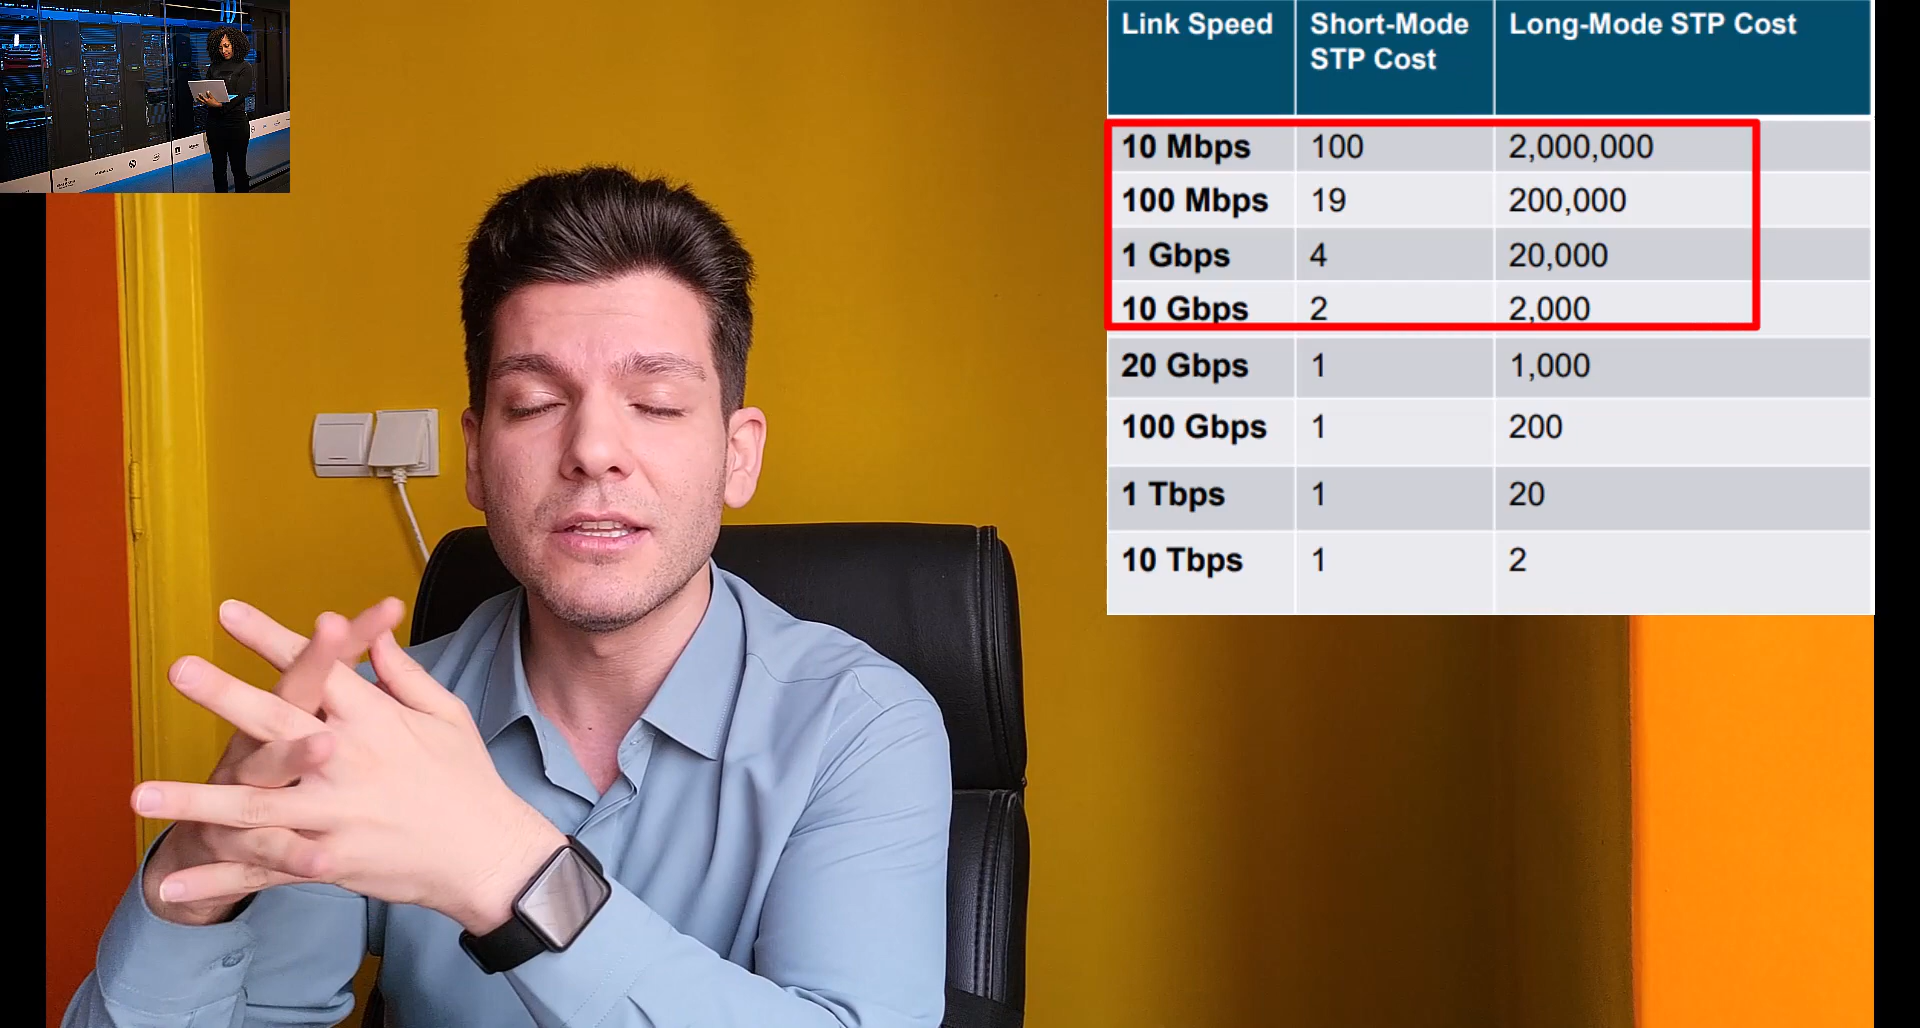 Link Speed Short-Mode STP Cost Long-Mode STP Cost
10 Mbps 100 2,000,000
100 Mbps 19 200,000
1 Gbps 4 20,000
10 Gbps 2 2,000
20 Gbps 1 1,000
100 Gbps 1 200
1 Tbps 1 20
10 Tbps 1 2